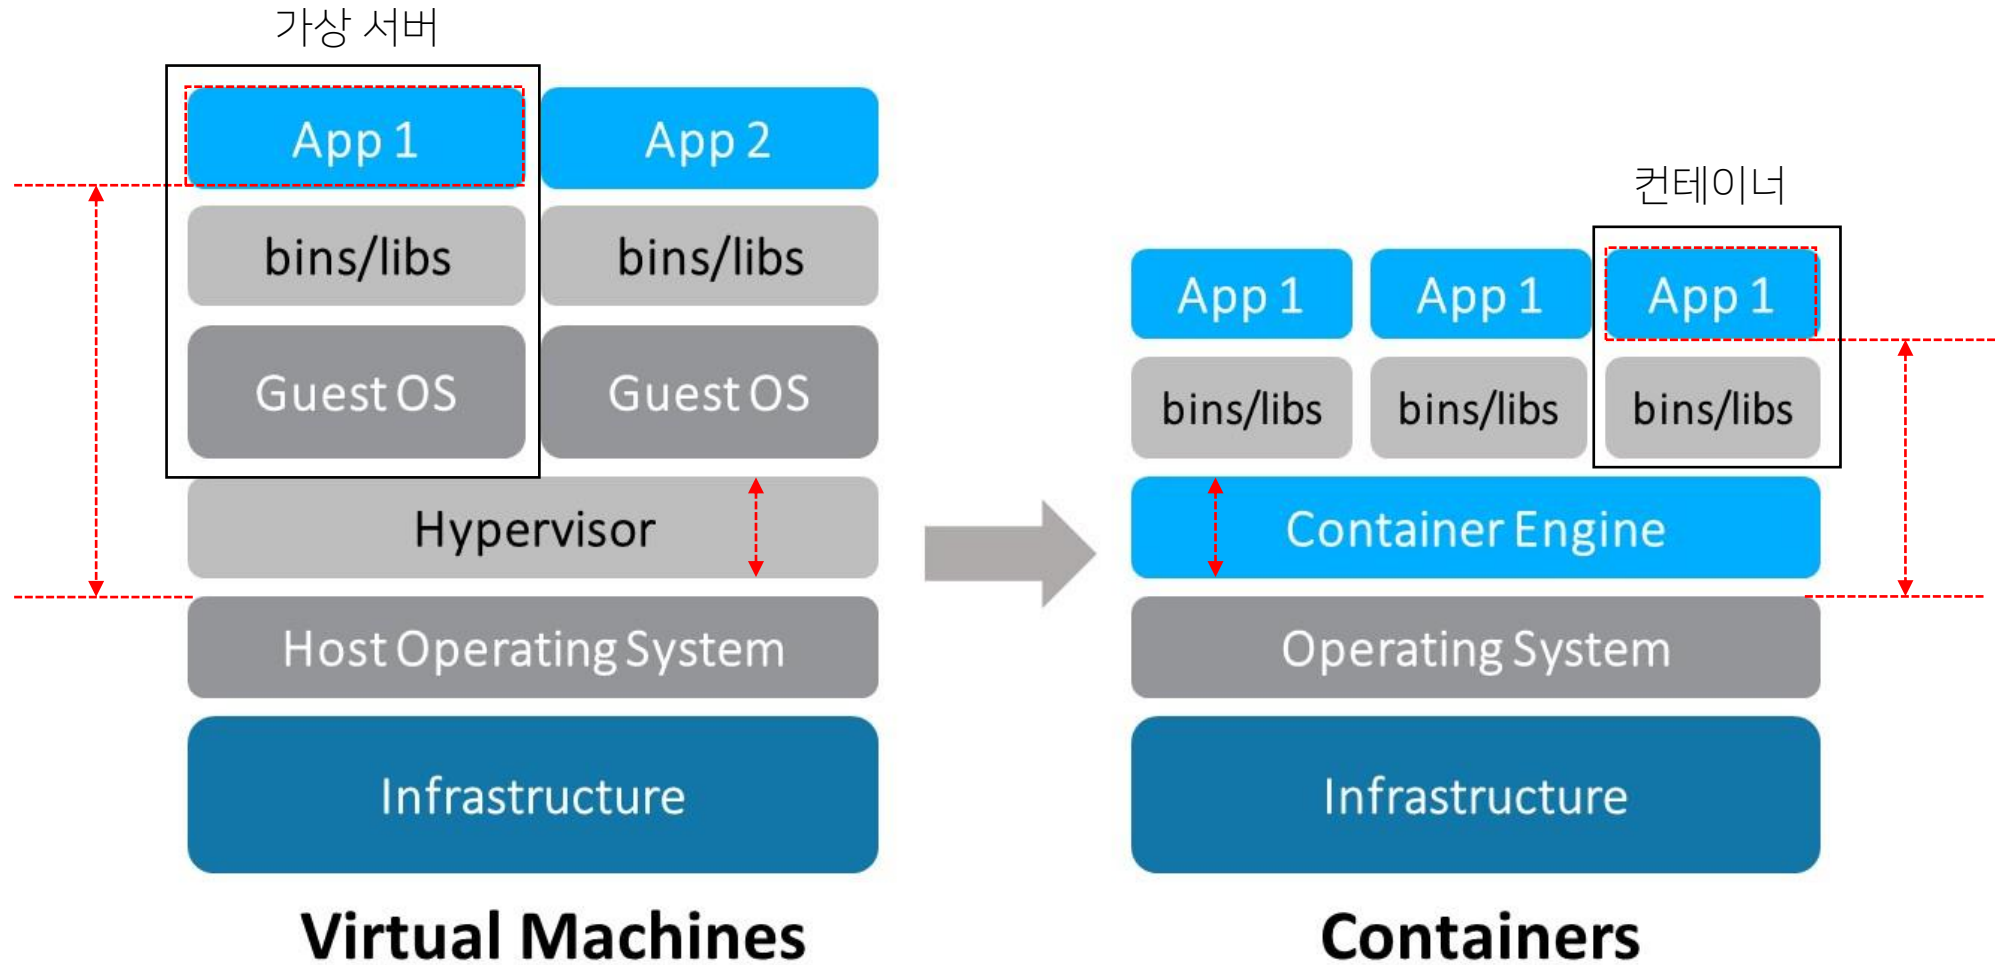 가상 서버
App 1
App 2
bins/libs
bins/libs
Guest OS
Guest OS
Hypervisor
Host Operating System
Infrastructure
Virtual Machines
컨테이너
App 1
App 1
App 1
bins/libs
bins/libs
bins/libs
Container Engine
Operating System
Infrastructure
Containers